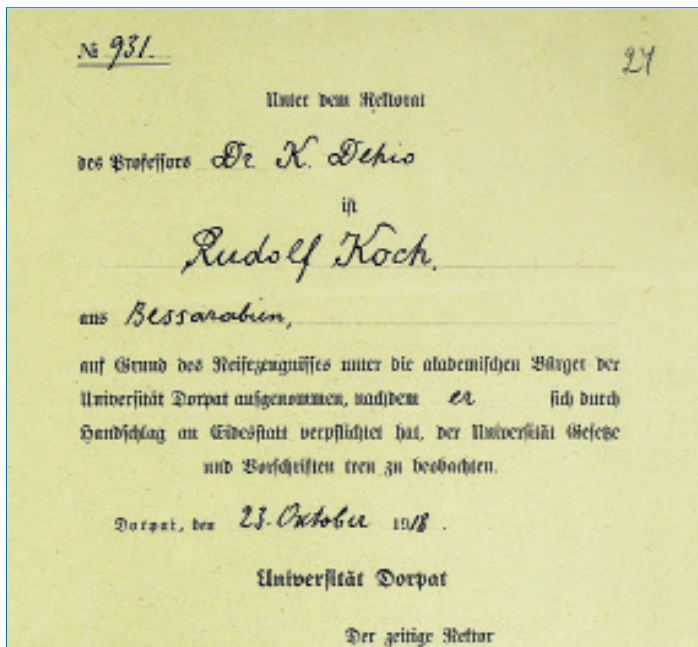 № 931.
27
Unter dem Rektorat
des Professors Dr. K. Dehio
ist
Rudolf Koch.
aus Bessarabien,
auf Grund des Reifezeugnisses unter die akademischen Bürger der
Universität Dorpat aufgenommen, nachdem er sich durch
Handschlag an Eidesstatt verpflichtet hat, der Universität Gesetze
und Vorschriften treu zu beobachten.
Dorpat, den 23. Oktober 1918.
Universität Dorpat
Der zeitige Rektor